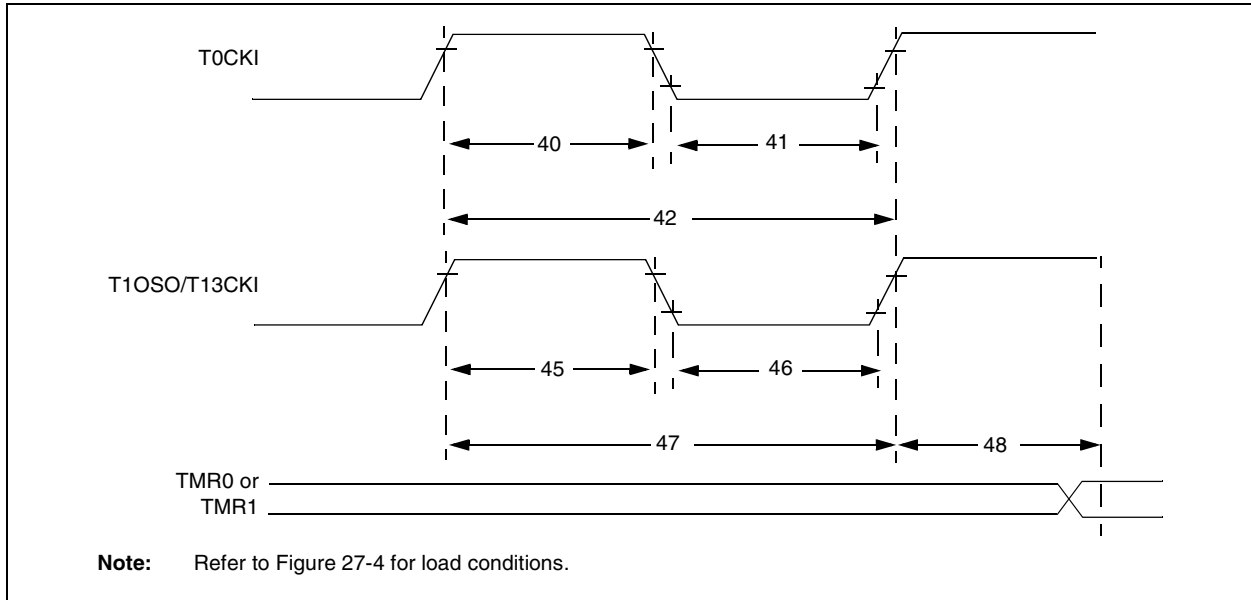 T0CKI
40
41
42
T1OSO/T13CKI
45
46
47
48
TMR0 or
TMR1
Note: Refer to Figure 27-4 for load conditions.